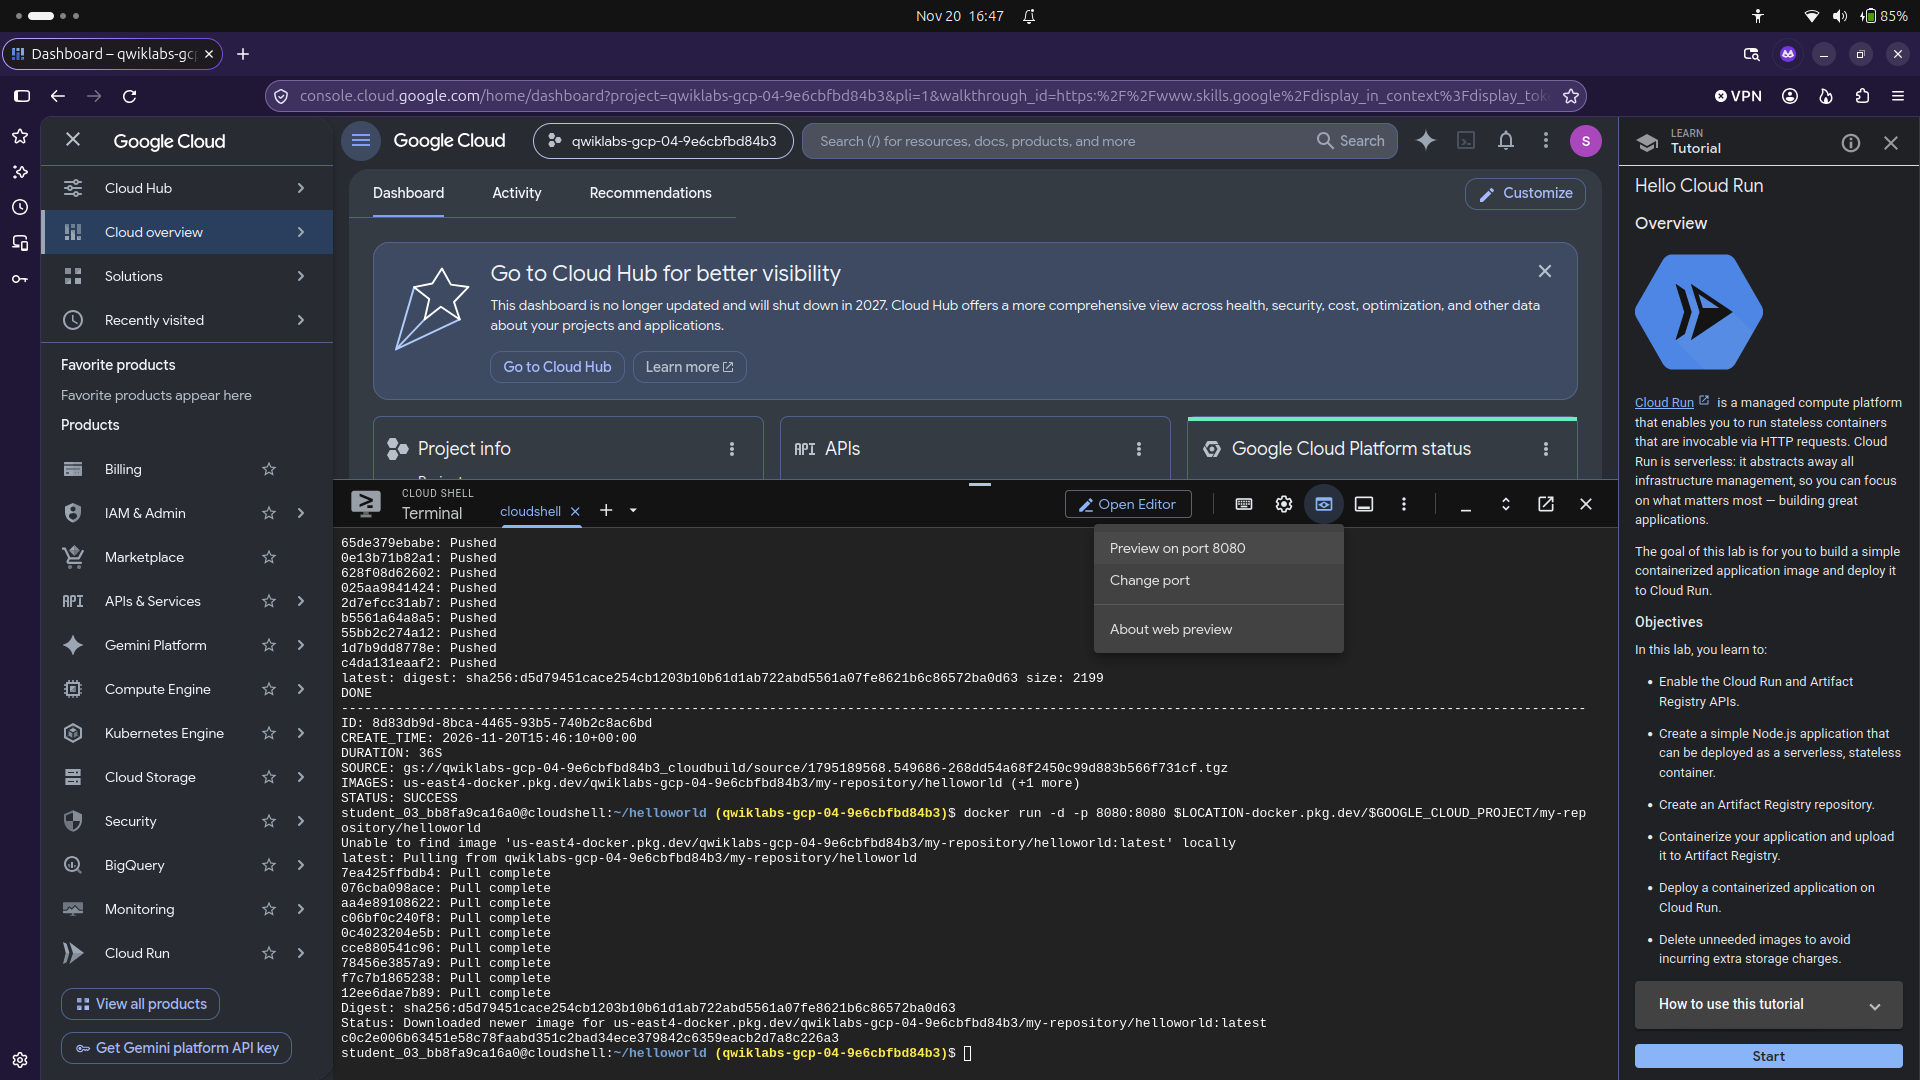 Nov 20 16:47
85%
Dashboard – qwiklabs-gc
console.cloud.google.com/home/dashboard?project=qwiklabs-gcp-04-9e6cbfbd84b3&pli=1&walkthrough_id=https:%2F%2Fwww.skills.google%2Fdisplay_in_context%3Fdisplay_tok
VPN
Google Cloud
Cloud Hub
Cloud overview
Solutions
Recently visited
Favorite products
Favorite products appear here
Products
Billing
IAM & Admin
Marketplace
API APIs & Services
Gemini Platform
Compute Engine
Kubernetes Engine
Cloud Storage
Security
BigQuery
Monitoring
Cloud Run
View all products
Get Gemini platform API key
Google Cloud
qwiklabs-gcp-04-9e6cbfbd84b3
Search (/) for resources, docs, products, and more
Search
S
Dashboard
Activity
Recommendations
Customize
Go to Cloud Hub for better visibility
This dashboard is no longer updated and will shut down in 2027. Cloud Hub offers a more comprehensive view across health, security, cost, optimization, and other data
about your projects and applications.
Go to Cloud Hub
Learn more
Project info
API APIs
Google Cloud Platform status
CLOUD SHELL
Terminal
cloudshell
Open Editor
Preview on port 8080
Change port
About web preview
65de379ebabe: Pushed
0e13b71b82a1: Pushed
628f08d62602: Pushed
025aa9841424: Pushed
2d7efcc31ab7: Pushed
b5561a64a8a5: Pushed
55bb2c274a12: Pushed
1d7b9dd8778e: Pushed
c4da131eaaf2: Pushed
latest: digest: sha256:d5d79451cace254cb1203b10b61d1ab722abd5561a07fe8621b6c86572ba0d63 size: 2199
DONE
----------------------------------------------------------------------------------------------------------------------------------------------------------------
ID: 8d83db9d-8bca-4465-93b5-740b2c8ac6bd
CREATE_TIME: 2026-11-20T15:46:10+00:00
DURATION: 36S
SOURCE: gs://qwiklabs-gcp-04-9e6cbfbd84b3_cloudbuild/source/1795189568.549686-268dd54a68f2450c99d883b566f731cf.tgz
IMAGES: us-east4-docker.pkg.dev/qwiklabs-gcp-04-9e6cbfbd84b3/my-repository/helloworld (+1 more)
STATUS: SUCCESS
student_03_bb8fa9ca16a0@cloudshell:~/helloworld (qwiklabs-gcp-04-9e6cbfbd84b3)$ docker run -d -p 8080:8080 $LOCATION-docker.pkg.dev/$GOOGLE_CLOUD_PROJECT/my-rep
ository/helloworld
Unable to find image 'us-east4-docker.pkg.dev/qwiklabs-gcp-04-9e6cbfbd84b3/my-repository/helloworld:latest' locally
latest: Pulling from qwiklabs-gcp-04-9e6cbfbd84b3/my-repository/helloworld
7ea425ffbdb4: Pull complete
076cba098ace: Pull complete
aa4e89108622: Pull complete
c06bf0c240f8: Pull complete
0c4023204e5b: Pull complete
cce880541c96: Pull complete
78456e3857a9: Pull complete
f7c7b1865238: Pull complete
12ee6dae7b89: Pull complete
Digest: sha256:d5d79451cace254cb1203b10b61d1ab722abd5561a07fe8621b6c86572ba0d63
Status: Downloaded newer image for us-east4-docker.pkg.dev/qwiklabs-gcp-04-9e6cbfbd84b3/my-repository/helloworld:latest
c0c2e006b63451e58c78faabd351c2bad34ece379842c6359eacb2d7a8c226a3
student_03_bb8fa9ca16a0@cloudshell:~/helloworld (qwiklabs-gcp-04-9e6cbfbd84b3)$
LEARN
Tutorial
Hello Cloud Run
Overview
Cloud Run is a managed compute platform
that enables you to run stateless containers
that are invocable via HTTP requests. Cloud
Run is serverless: it abstracts away all
infrastructure management, so you can focus
on what matters most — building great
applications.
The goal of this lab is for you to build a simple
containerized application image and deploy it
to Cloud Run.
Objectives
In this lab, you learn to:
• Enable the Cloud Run and Artifact
Registry APIs.
• Create a simple Node.js application that
can be deployed as a serverless, stateless
container.
• Create an Artifact Registry repository.
• Containerize your application and upload
it to Artifact Registry.
• Deploy a containerized application on
Cloud Run.
• Delete unneeded images to avoid
incurring extra storage charges.
How to use this tutorial
Start